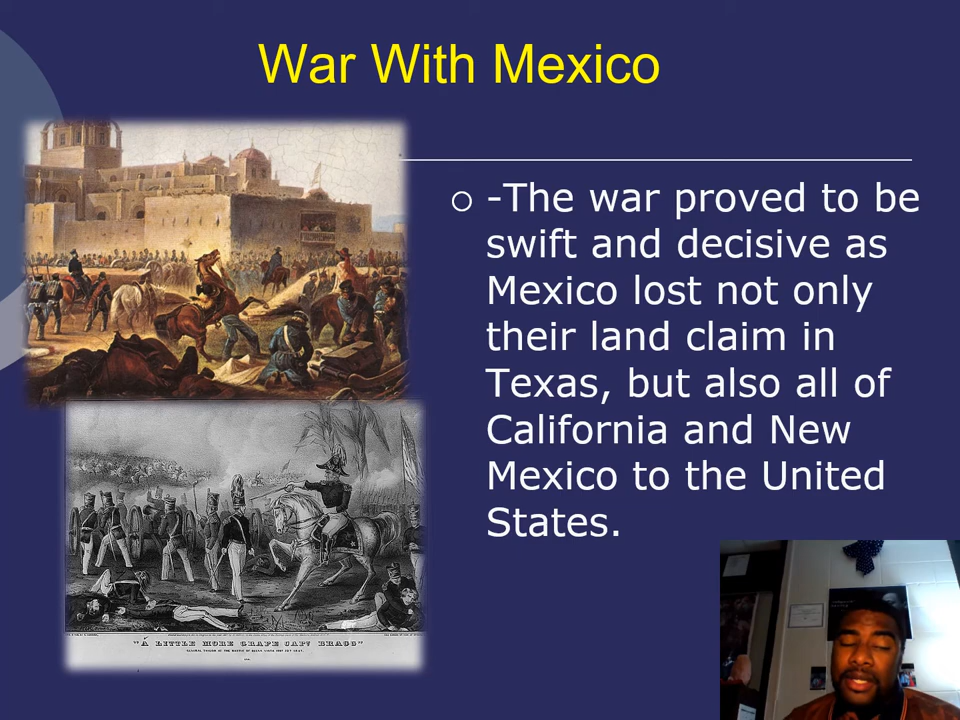 War With Mexico
-The war proved to be
swift and decisive as
Mexico lost not only
their land claim in
Texas, but also all of
California and New
Mexico to the United
States.
"A LITTLE MORE GRAPE CAPT BRAGG"